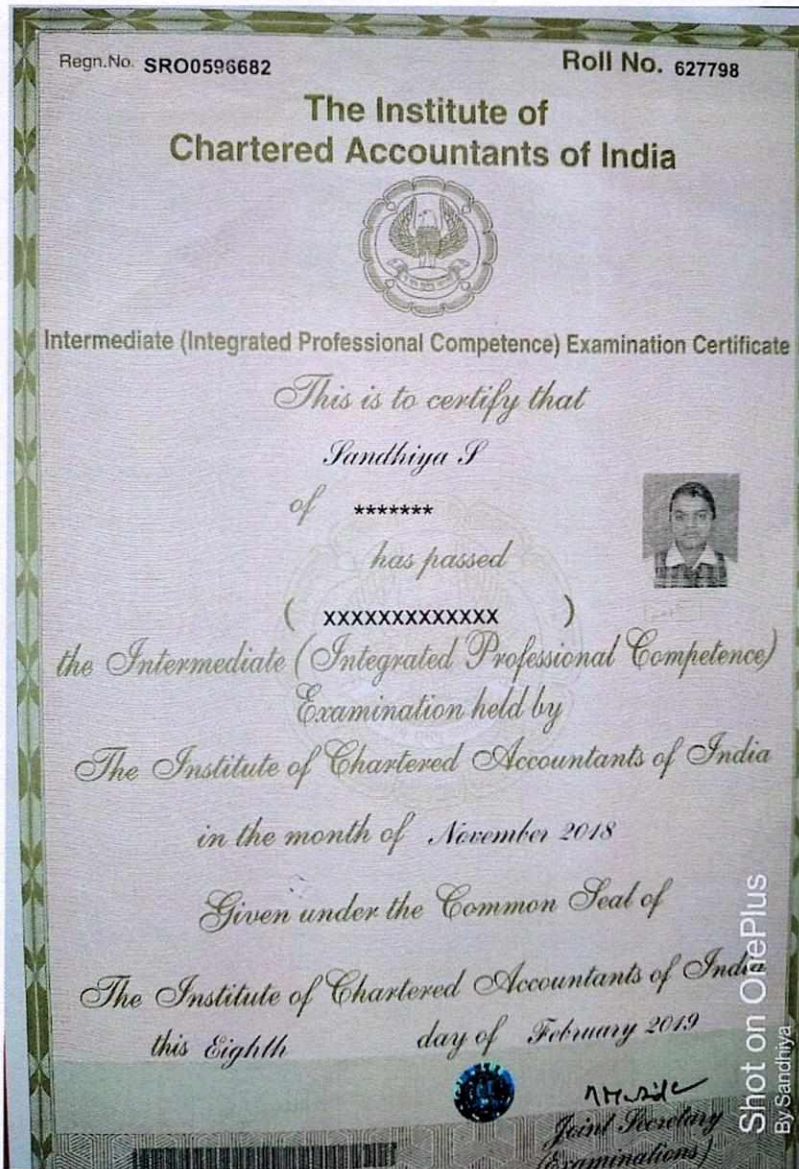 Regn.No. SRO0596682
Roll No. 627798
The Institute of
Chartered Accountants of India
Intermediate (Integrated Professional Competence) Examination Certificate
This is to certify that
Sandhiya S
of *******
has passed
( XXXXXXXXXXXXX )
the Intermediate (Integrated Professional Competence)
Examination held by
The Institute of Chartered Accountants of India
in the month of November 2018
Given under the Common Seal of
The Institute of Chartered Accountants of India
this Eighth day of February 2019
Joint Secretary
(Examinations)
Shot on OnePlus
By Sandhiya